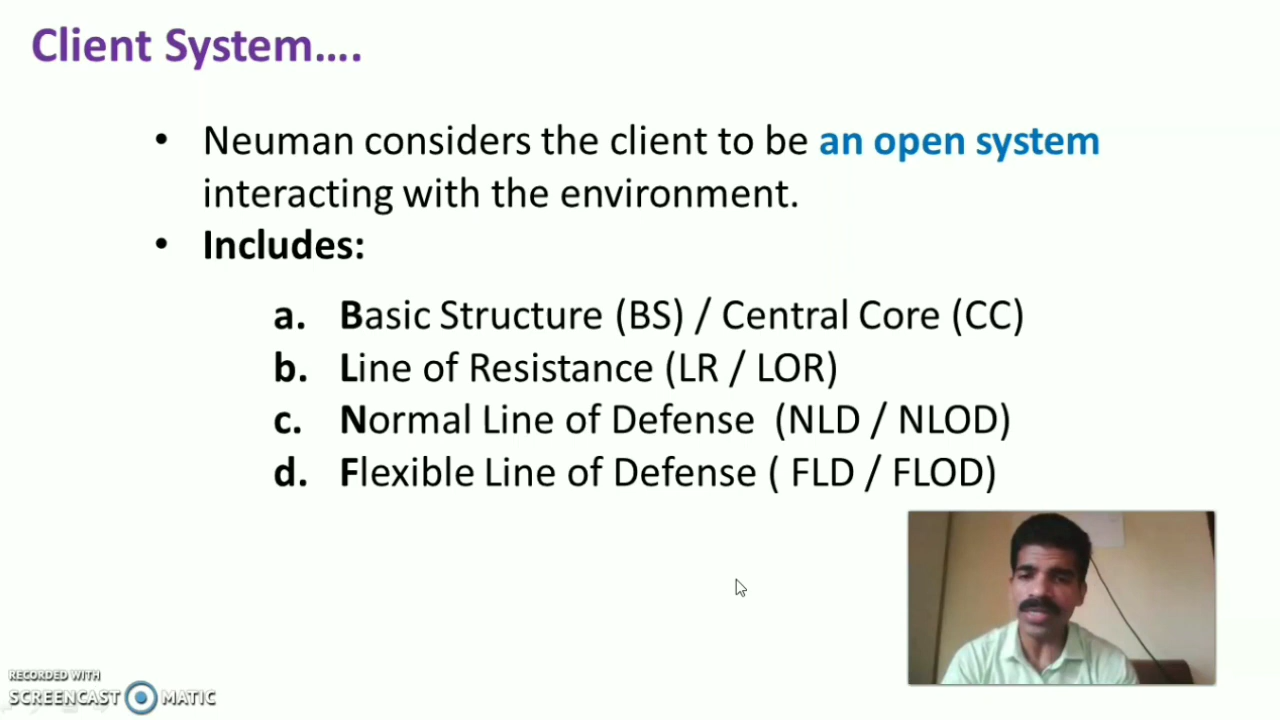 Client System....
• Neuman considers the client to be an open system
interacting with the environment.
• Includes:
a. Basic Structure (BS) / Central Core (CC)
b. Line of Resistance (LR / LOR)
c. Normal Line of Defense (NLD / NLOD)
d. Flexible Line of Defense ( FLD / FLOD)
RECORDED WITH
SCREENCAST MATIC